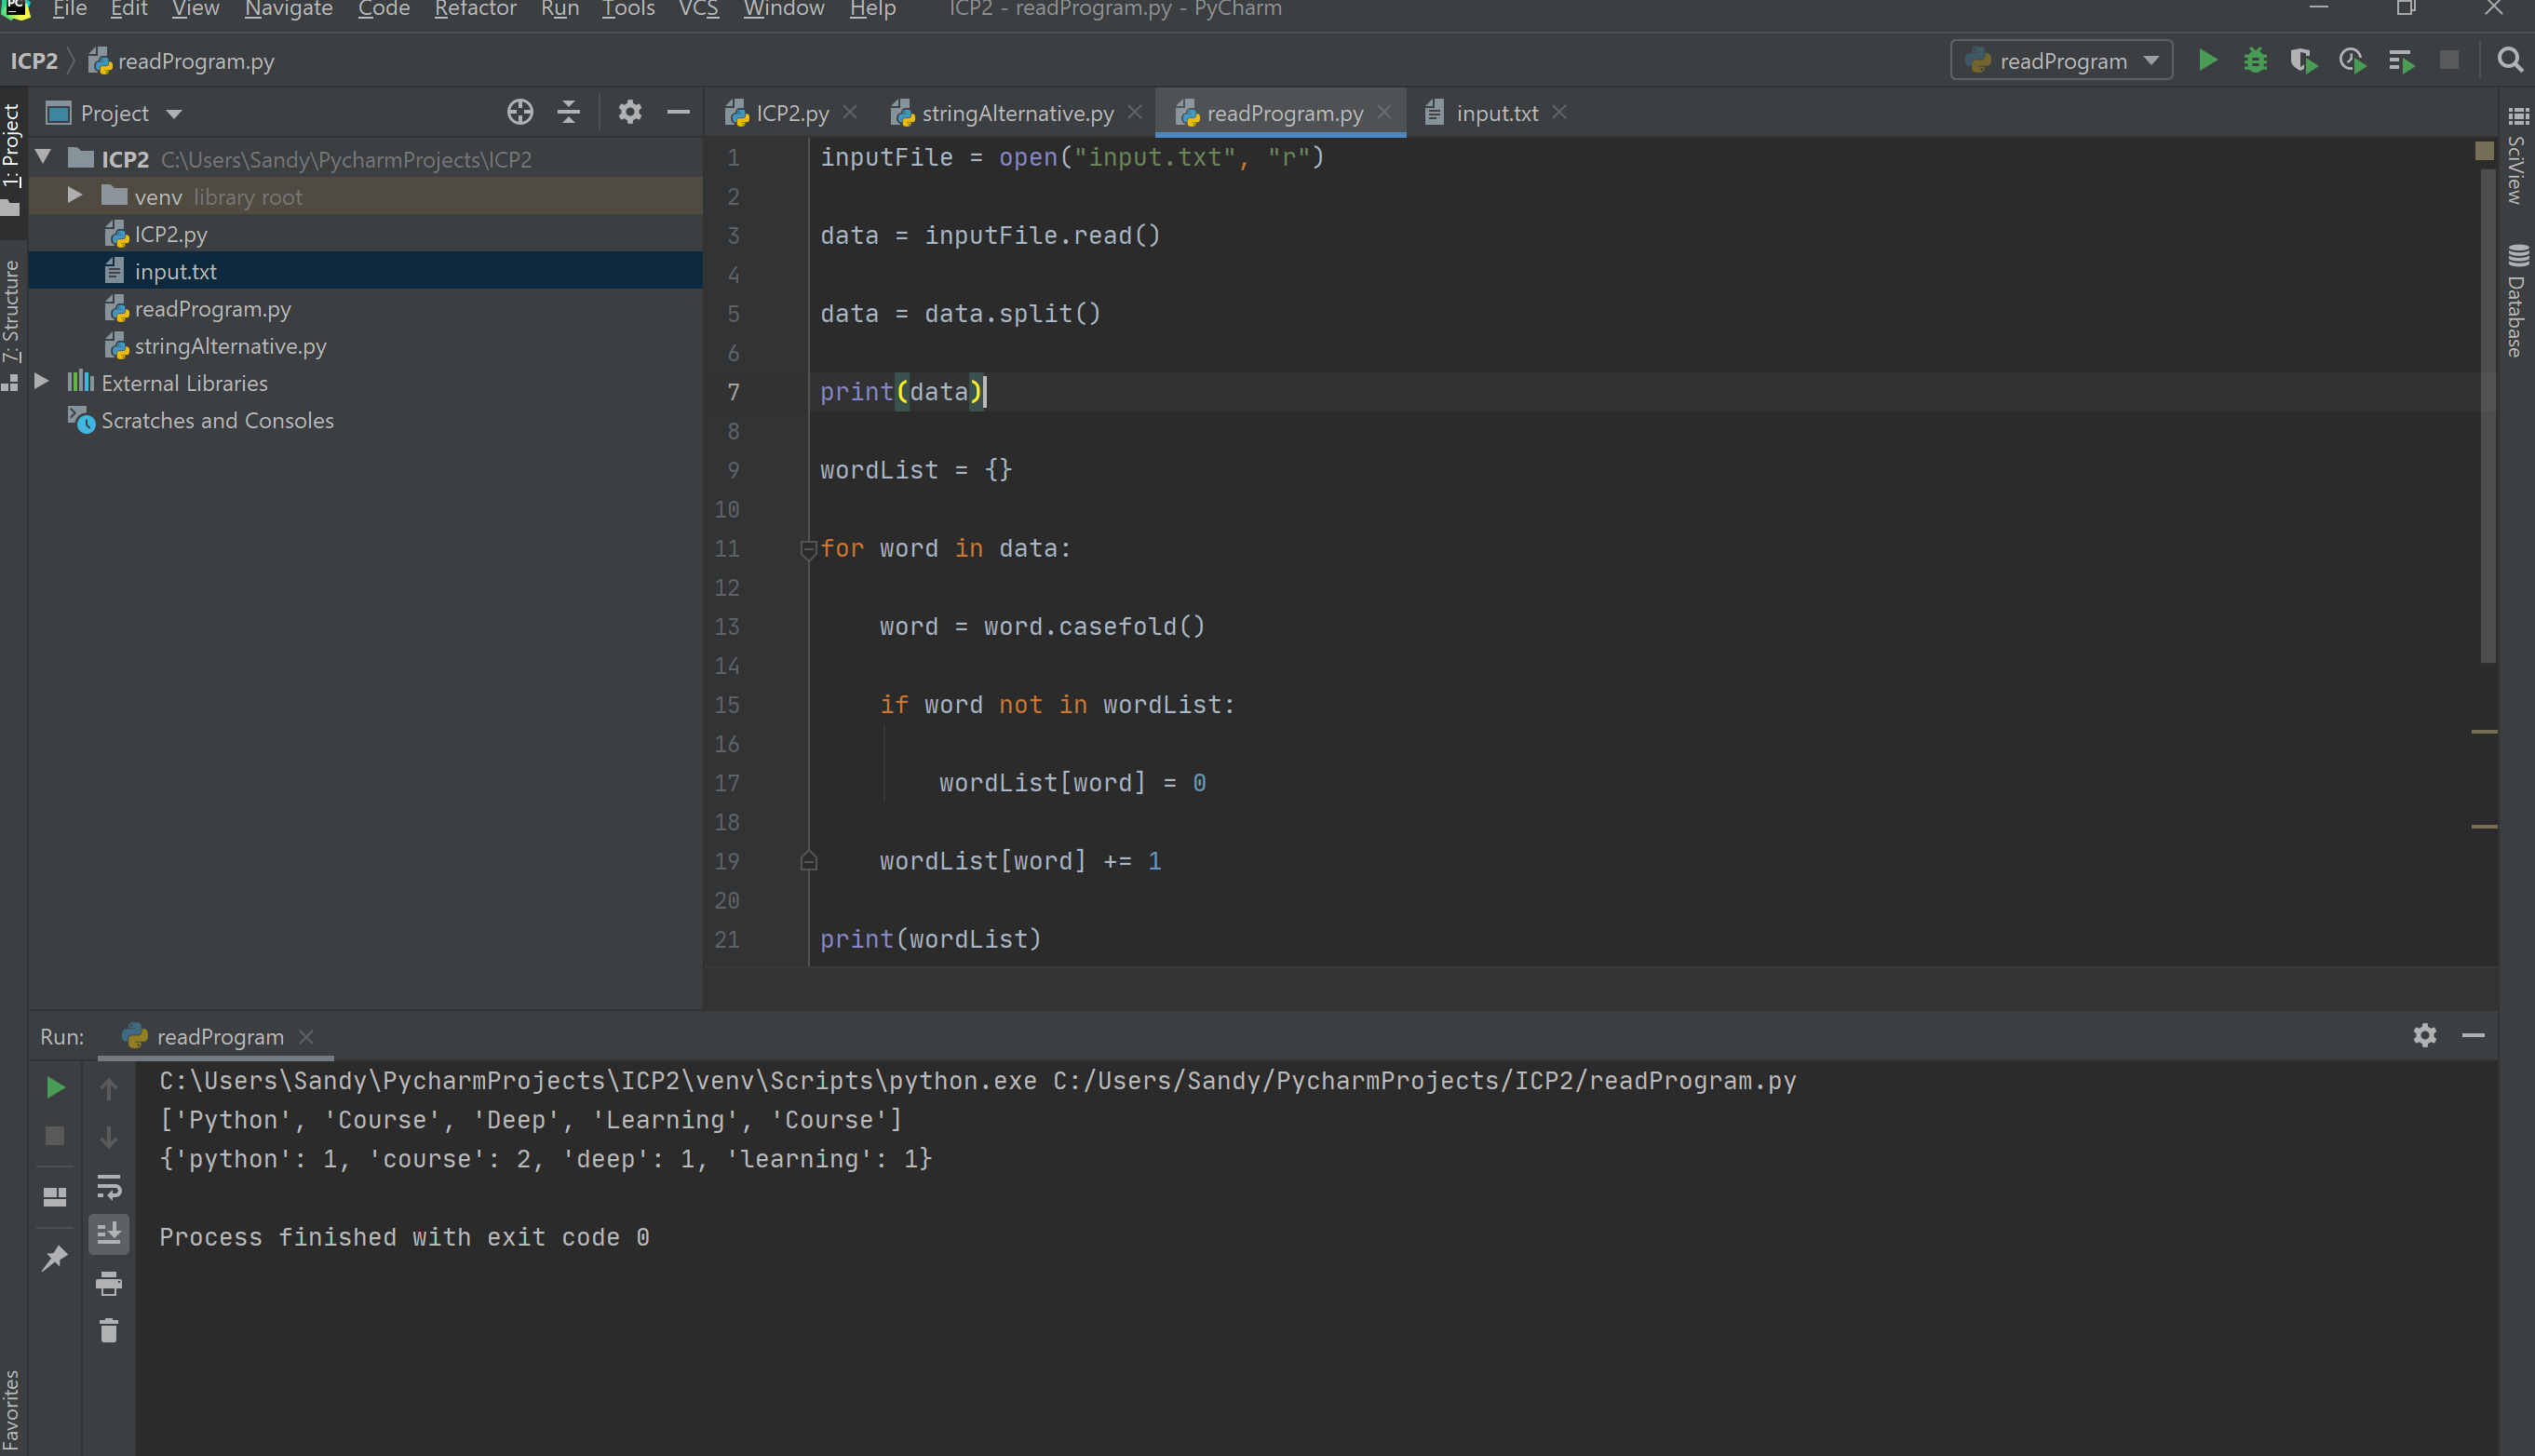 PC File Edit View Navigate Code Refactor Run Tools VCS Window Help ICP2 - readProgram.py - PyCharm
ICP2 readProgram.py readProgram
1: Project
7: Structure
Favorites
Project
ICP2 C:\Users\Sandy\PycharmProjects\ICP2
venv library root
ICP2.py
input.txt
readProgram.py
stringAlternative.py
External Libraries
Scratches and Consoles
ICP2.py stringAlternative.py readProgram.py input.txt
1 inputFile = open("input.txt", "r")
2
3 data = inputFile.read()
4
5 data = data.split()
6
7 print(data)
8
9 wordList = {}
10
11 for word in data:
12
13 word = word.casefold()
14
15 if word not in wordList:
16
17 wordList[word] = 0
18
19 wordList[word] += 1
20
21 print(wordList)
SciView
Database
Run: readProgram
C:\Users\Sandy\PycharmProjects\ICP2\venv\Scripts\python.exe C:/Users/Sandy/PycharmProjects/ICP2/readProgram.py
['Python', 'Course', 'Deep', 'Learning', 'Course']
{'python': 1, 'course': 2, 'deep': 1, 'learning': 1}
Process finished with exit code 0